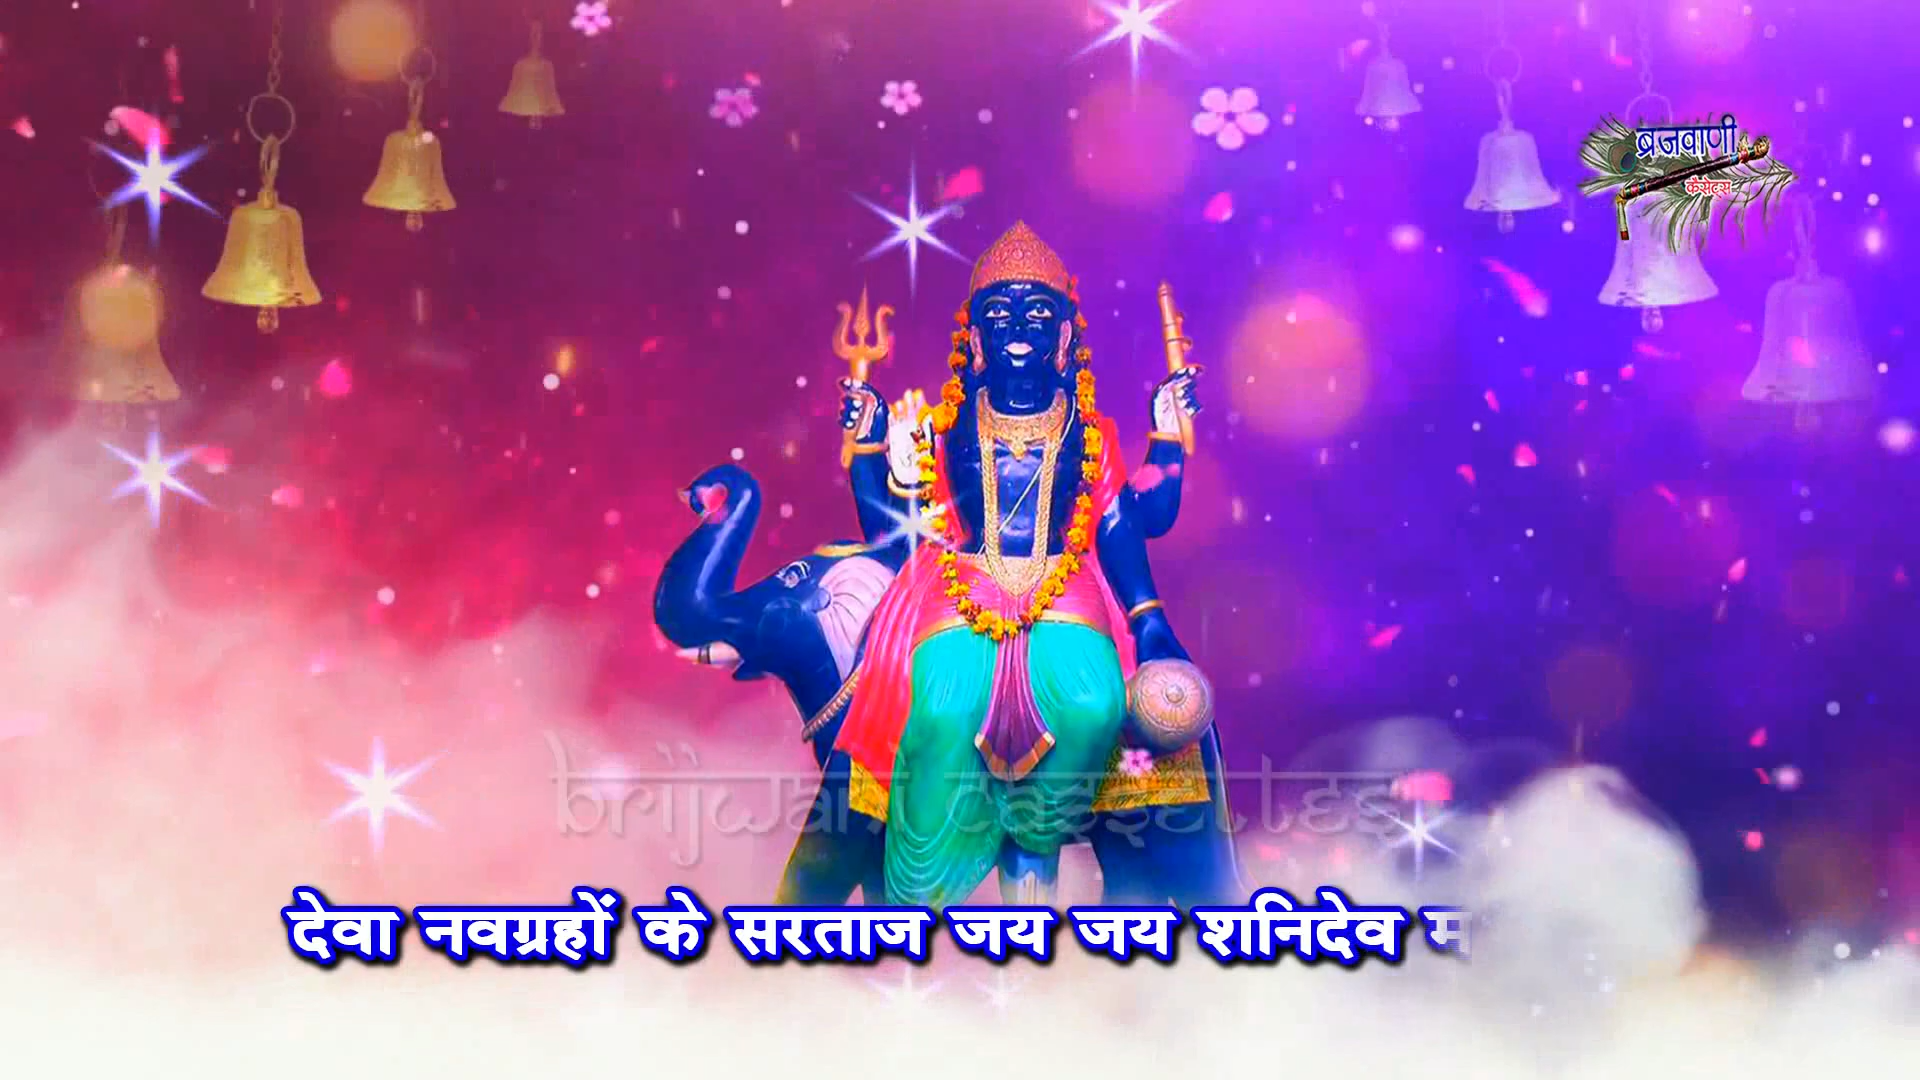 ब्रजवाणी
कैसेट्स
Brijwani Cassettes
देवा नवग्रहों के सरताज जय जय शनिदेव म